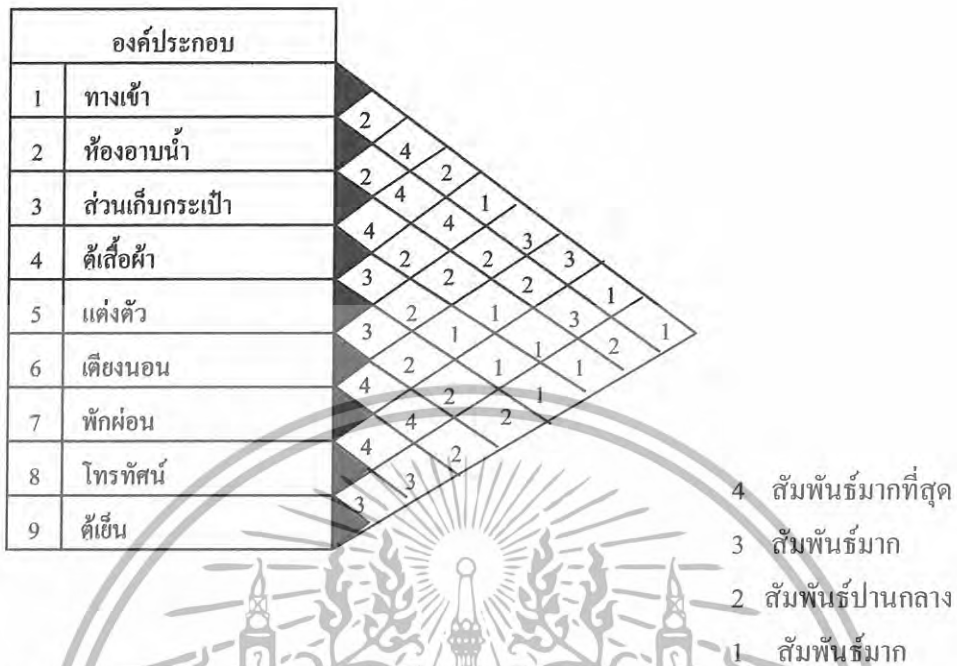 องค์ประกอบ
1 ทางเข้า
2 ห้องอาบน้ำ
3 ส่วนเก็บกระเป๋า
4 ตู้เสื้อผ้า
5 แต่งตัว
6 เตียงนอน
7 พักผ่อน
8 โทรทัศน์
9 ตู้เย็น
2 4 2 1 3 3 1 1
2 4 4 2 2 3 2
4 2 2 1 1 1
3 2 1 1 1
3 2 2 2
4 4 2
4 3
3
4 สัมพันธ์มากที่สุด
3 สัมพันธ์มาก
2 สัมพันธ์ปานกลาง
1 สัมพันธ์มาก